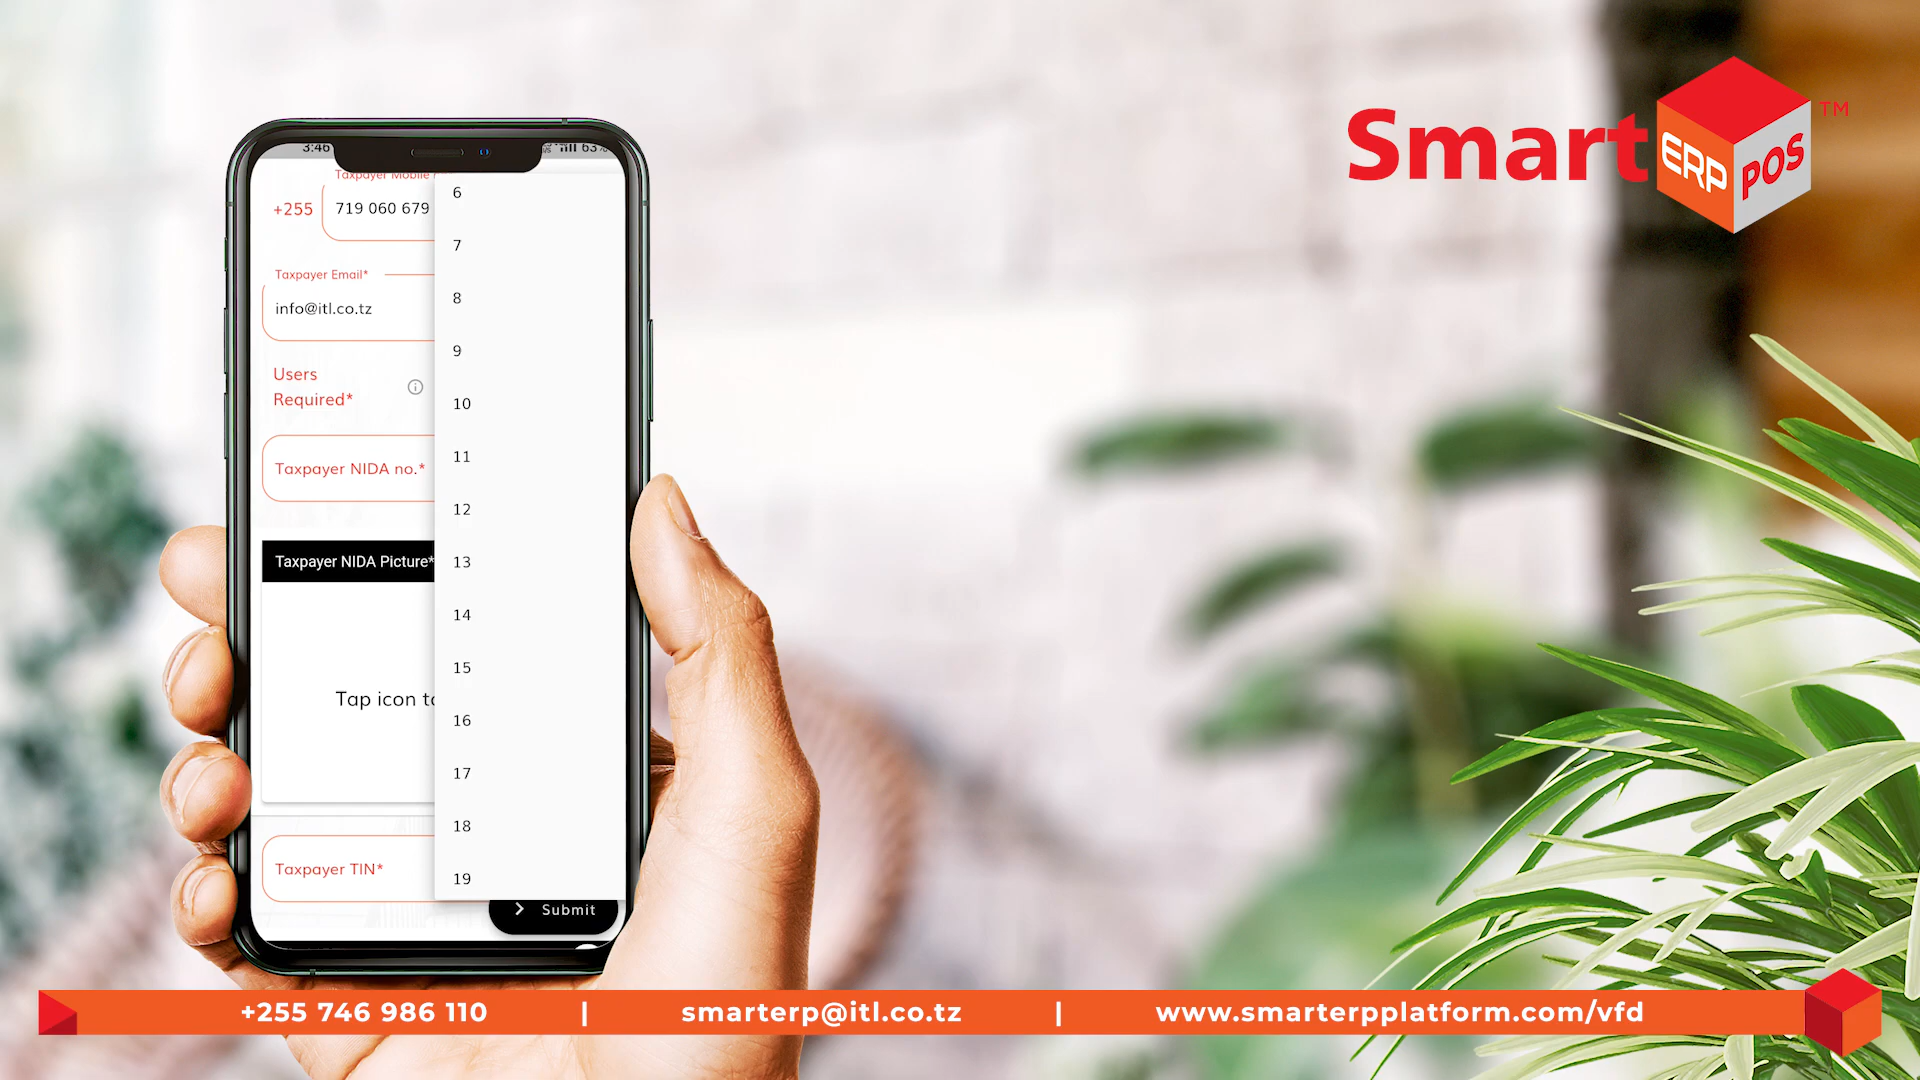 Smart ERP POS TM
3:46 63%
Taxpayer Mobile
+255 719 060 679
Taxpayer Email*
info@itl.co.tz
Users
Required*
Taxpayer NIDA no.*
Taxpayer NIDA Picture*
Tap icon
Taxpayer TIN*
6
7
8
9
10
11
12
13
14
15
16
17
18
19
Submit
+255 746 986 110 | smarterp@itl.co.tz | www.smarterpplatform.com/vfd